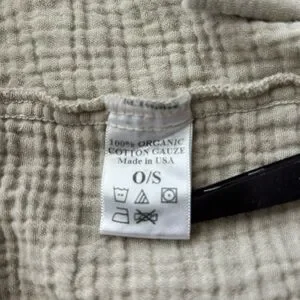 100% ORGANIC
COTTON GAUZE
Made in USA
O/S